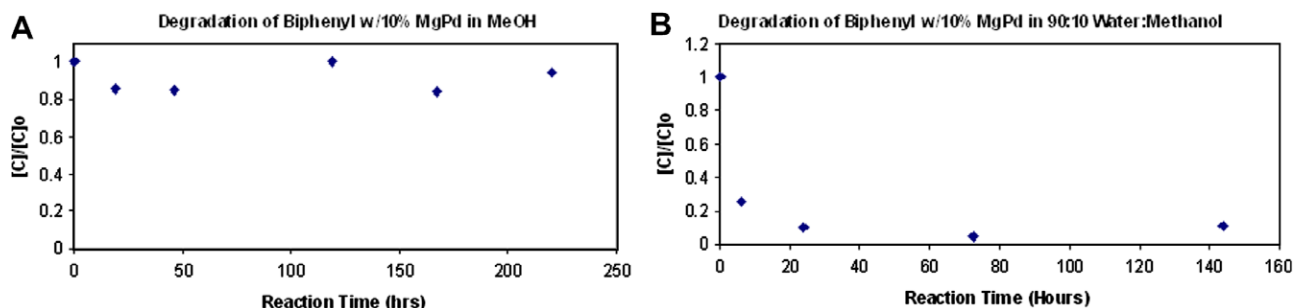 A
Degradation of Biphenyl w/10% MgPd in MeOH
[C]/[C]o
1
0.8
0.6
0.4
0.2
0
0 50 100 150 200 250
Reaction Time (hrs)
B
Degradation of Biphenyl w/10% MgPd in 90:10 Water:Methanol
[C]/[C]o
1.2
1
0.8
0.6
0.4
0.2
0
0 20 40 60 80 100 120 140 160
Reaction Time (Hours)